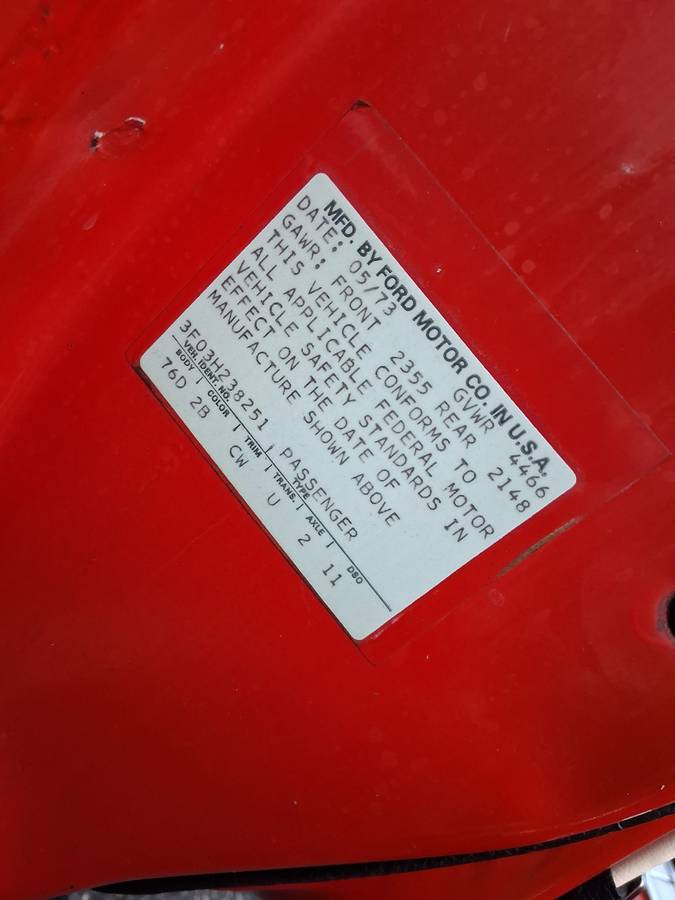 MFD. BY FORD MOTOR CO. IN U.S.A.
DATE: 05/73 GVWR 4466
GAWR: FRONT 2355 REAR 2148
THIS VEHICLE CONFORMS TO
ALL APPLICABLE FEDERAL MOTOR
VEHICLE SAFETY STANDARDS IN
EFFECT ON THE DATE OF
MANUFACTURE SHOWN ABOVE
3F03H238251 PASSENGER
VEH. IDENT. NO. TYPE
BODY COLOR TRIM TRANS. AXLE DSO
76D 2B CW U 2 11